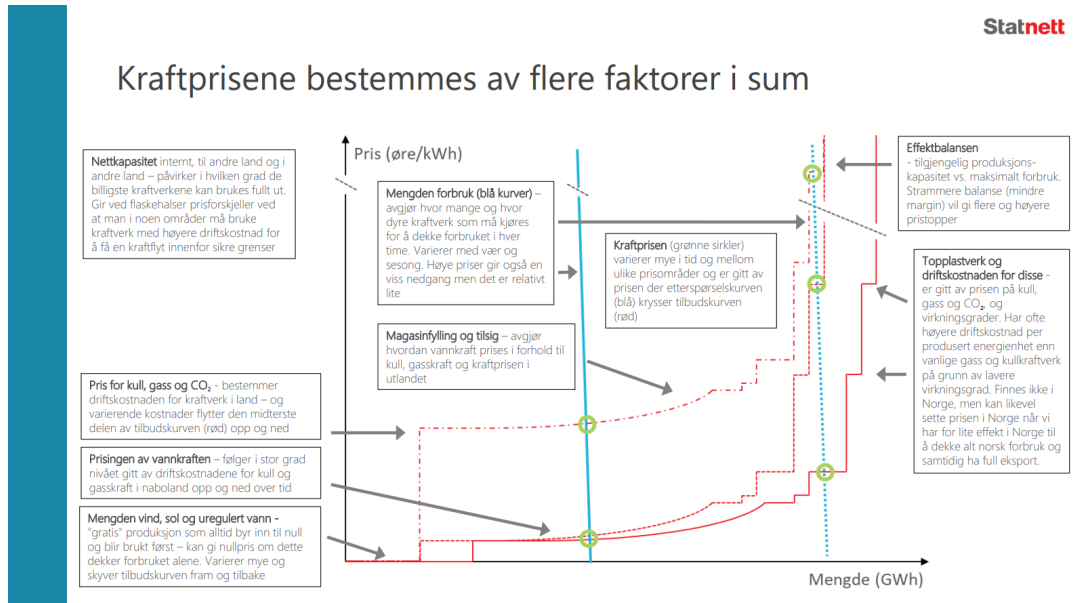 Statnett
Kraftprisene bestemmes av flere faktorer i sum
Nettkapasitet internt, til andre land og i
andre land – påvirker i hvilken grad de
billigste kraftverkene kan brukes fullt ut.
Gir ved flaskehalser prisforskjeller ved
at man i noen områder må bruke
kraftverk med høyere driftskostnad for
å få en kraftflyt innenfor sikre grenser
Pris for kull, gass og CO₂ - bestemmer
driftskostnaden for kraftverk i land – og
varierende kostnader flytter den midterste
delen av tilbudskurven (rød) opp og ned
Prisingen av vannkraften – følger i stor grad
nivået gitt av driftskostnadene for kull og
gasskraft i naboland opp og ned over tid
Mengden vind, sol og uregulert vann -
"gratis" produksjon som alltid byr inn til null
og blir brukt først – kan gi nullpris om dette
dekker forbruket alene. Varierer mye og
skyver tilbudskurven fram og tilbake
Pris (øre/kWh)
Mengden forbruk (blå kurver) –
avgjør hvor mange og hvor
dyre kraftverk som må kjøres
for å dekke forbruket i hver
time. Varierer med vær og
sesong. Høye priser gir også en
viss nedgang men det er relativt
lite
Magasinfylling og tilsig – avgjør
hvordan vannkraft prises i forhold til
kull, gasskraft og kraftprisen i
utlandet
Kraftprisen (grønne sirkler)
varierer mye i tid og mellom
ulike prisområder og er gitt av
prisen der etterspørselskurven
(blå) krysser tilbudskurven
(rød)
Effektbalansen
- tilgjengelig produksjons-
kapasitet vs. maksimalt forbruk.
Strammere balanse (mindre
margin) vil gi flere og høyere
pristopper
Topplastverk og
driftskostnaden for disse -
er gitt av prisen på kull,
gass og CO₂, og
virkningsgrader. Har ofte
høyere driftskostnad per
produsert energienhet enn
vanlige gass og kullkraftverk
på grunn av lavere
virkningsgrad. Finnes ikke i
Norge, men kan likevel
sette prisen i Norge når vi
har for lite effekt i Norge til
å dekke alt norsk forbruk og
samtidig ha full eksport.
Mengde (GWh)